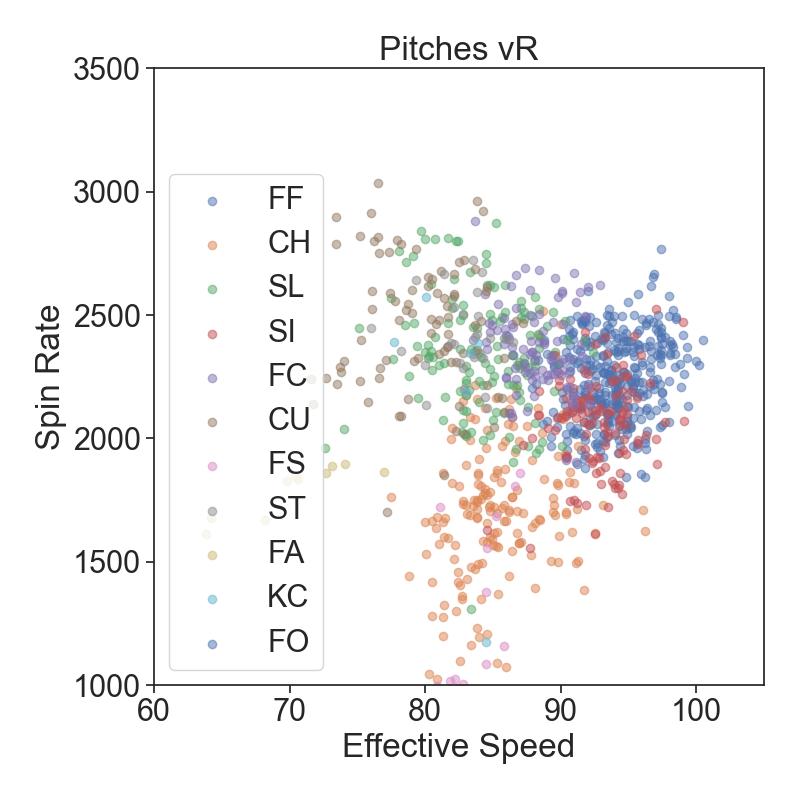 Pitches vR
3500
3000
2500
2000
1500
1000
Spin Rate
FF
CH
SL
SI
FC
CU
FS
ST
FA
KC
FO
60 70 80 90 100
Effective Speed